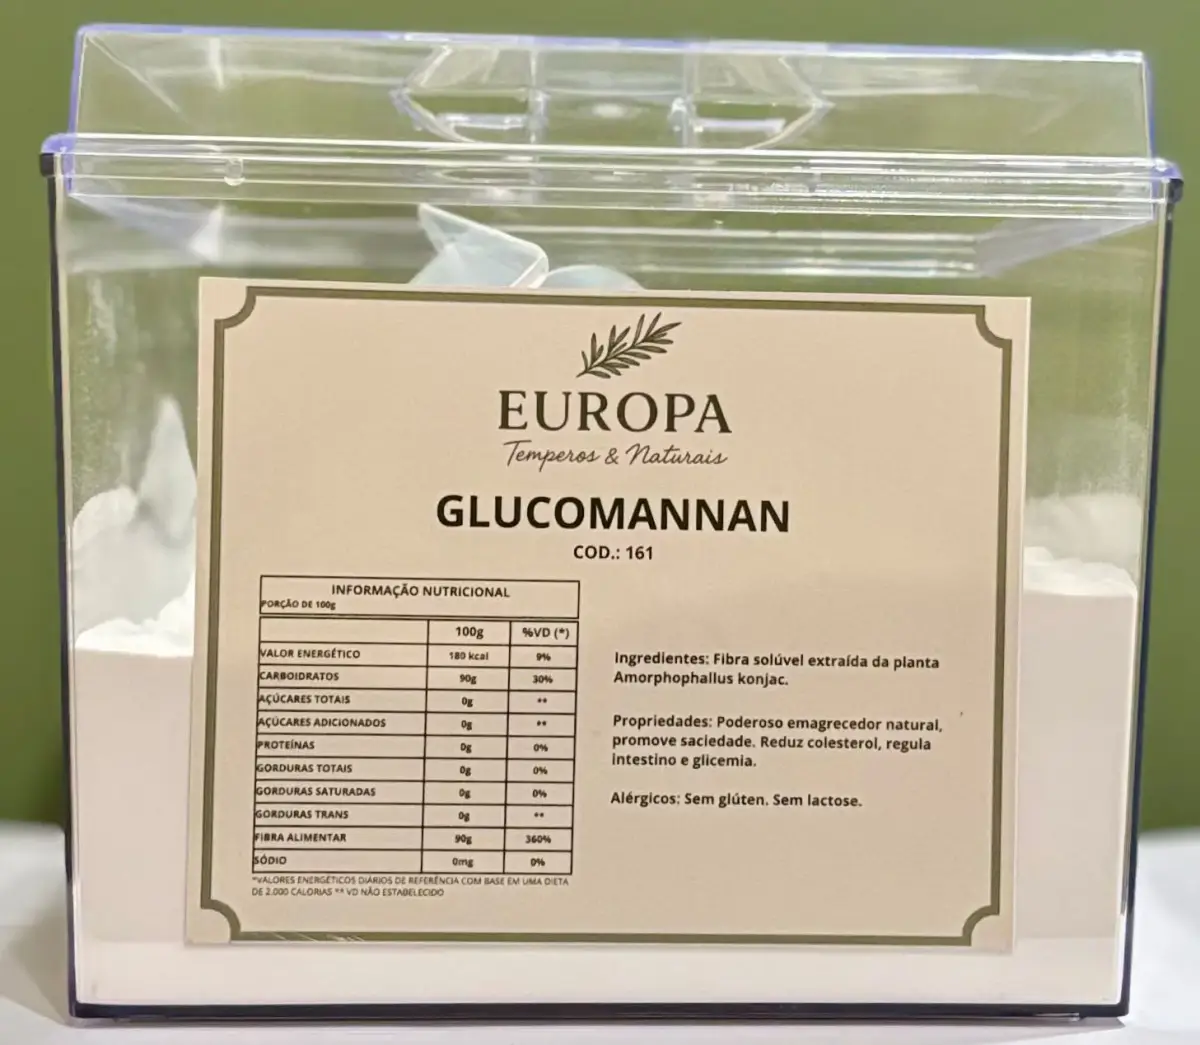 EUROPA
Temperos & Naturais
GLUCOMANNAN
COD.: 161
INFORMAÇÃO NUTRICIONAL
PORÇÃO DE 100g
100g %VD (*)
VALOR ENERGÉTICO 180 kcal 9%
CARBOIDRATOS 90g 30%
AÇÚCARES TOTAIS 0g **
AÇÚCARES ADICIONADOS 0g **
PROTEÍNAS 0g 0%
GORDURAS TOTAIS 0g 0%
GORDURAS SATURADAS 0g 0%
GORDURAS TRANS 0g **
FIBRA ALIMENTAR 90g 360%
SÓDIO 0mg 0%
*VALORES ENERGÉTICOS DIÁRIOS DE REFERÊNCIA COM BASE EM UMA DIETA
DE 2.000 CALORIAS ** VD NÃO ESTABELECIDO
Ingredientes: Fibra solúvel extraída da planta
Amorphophallus konjac.
Propriedades: Poderoso emagrecedor natural,
promove saciedade. Reduz colesterol, regula
intestino e glicemia.
Alérgicos: Sem glúten. Sem lactose.